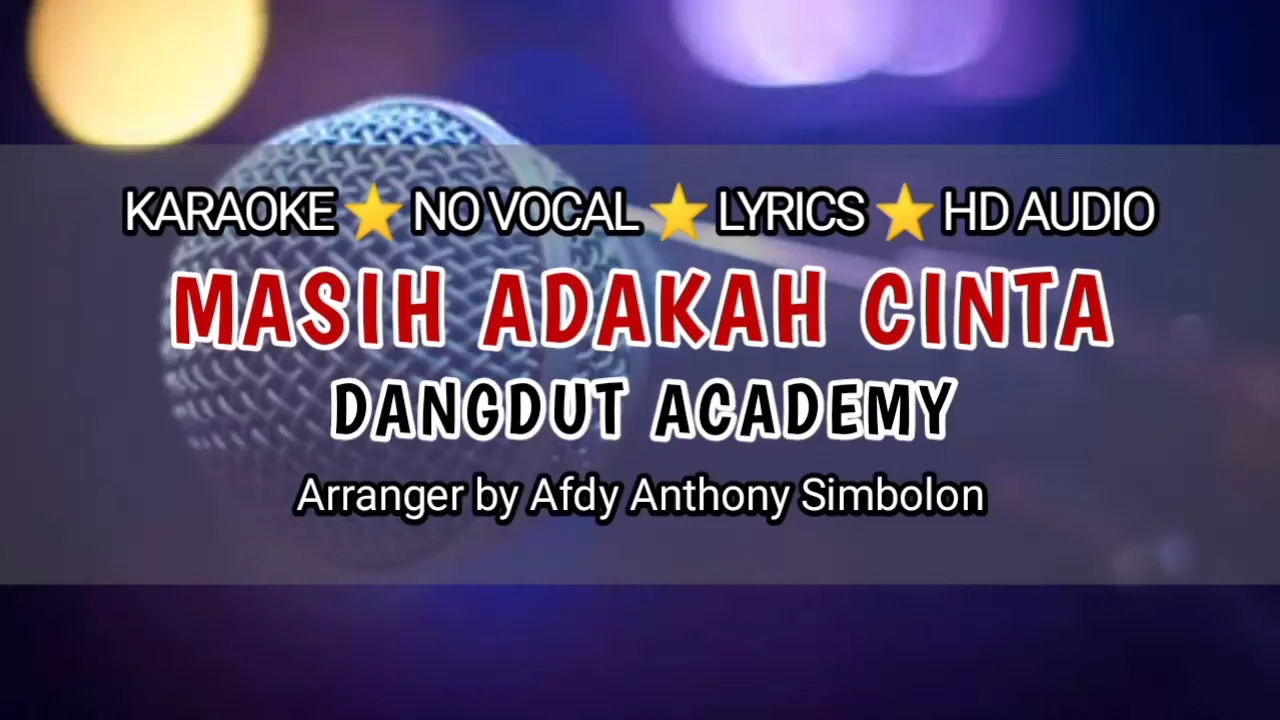 KARAOKE ⭐ NO VOCAL ⭐ LYRICS ⭐ HD AUDIO
MASIH ADAKAH CINTA
DANGDUT ACADEMY
Arranger by Afdy Anthony Simbolon